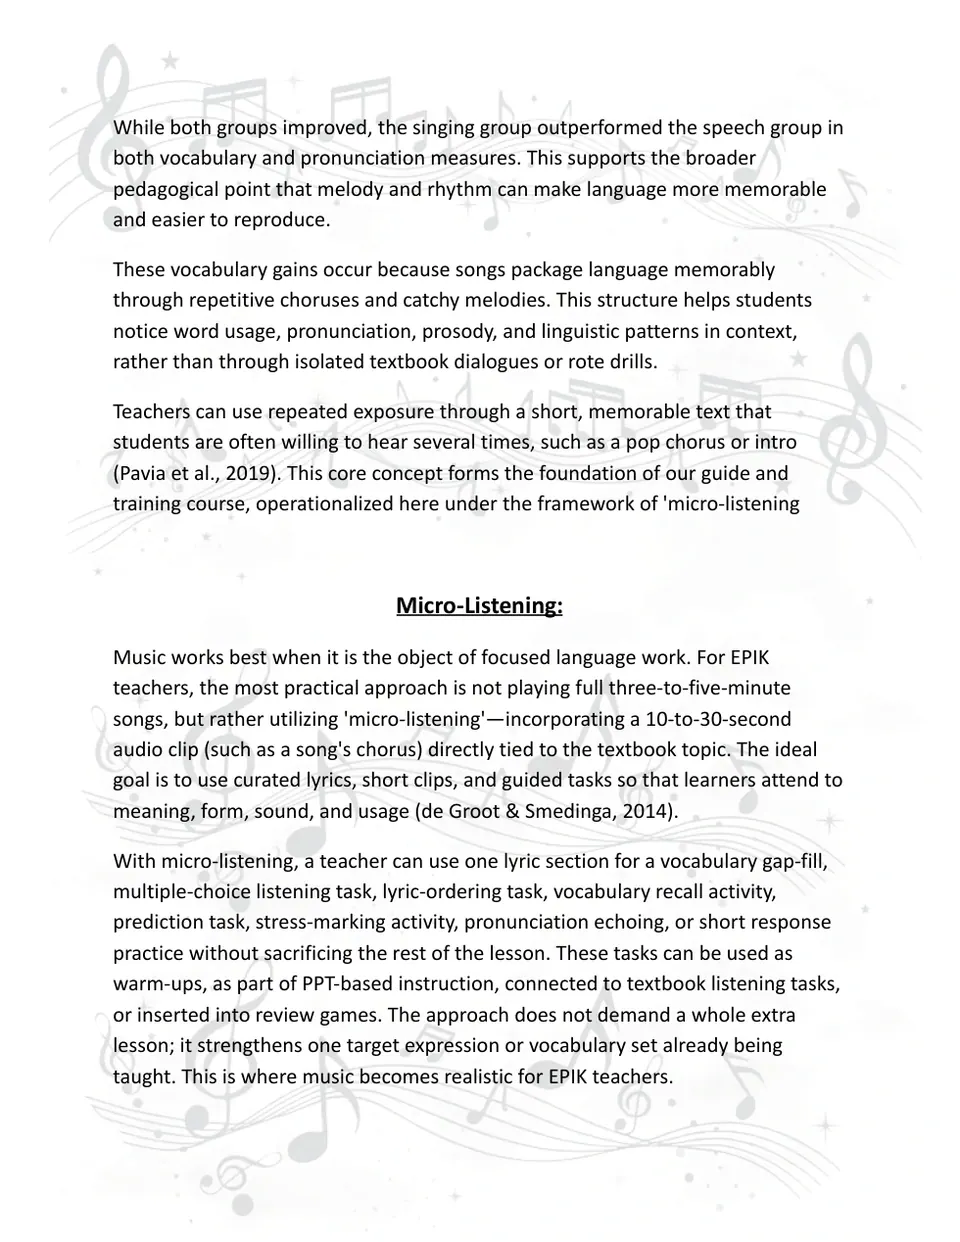 While both groups improved, the singing group outperformed the speech group in
both vocabulary and pronunciation measures. This supports the broader
pedagogical point that melody and rhythm can make language more memorable
and easier to reproduce.
These vocabulary gains occur because songs package language memorably
through repetitive choruses and catchy melodies. This structure helps students
notice word usage, pronunciation, prosody, and linguistic patterns in context,
rather than through isolated textbook dialogues or rote drills.
Teachers can use repeated exposure through a short, memorable text that
students are often willing to hear several times, such as a pop chorus or intro
(Pavia et al., 2019). This core concept forms the foundation of our guide and
training course, operationalized here under the framework of 'micro-listening
Micro-Listening:
Music works best when it is the object of focused language work. For EPIK
teachers, the most practical approach is not playing full three-to-five-minute
songs, but rather utilizing 'micro-listening'—incorporating a 10-to-30-second
audio clip (such as a song's chorus) directly tied to the textbook topic. The ideal
goal is to use curated lyrics, short clips, and guided tasks so that learners attend to
meaning, form, sound, and usage (de Groot & Smedinga, 2014).
With micro-listening, a teacher can use one lyric section for a vocabulary gap-fill,
multiple-choice listening task, lyric-ordering task, vocabulary recall activity,
prediction task, stress-marking activity, pronunciation echoing, or short response
practice without sacrificing the rest of the lesson. These tasks can be used as
warm-ups, as part of PPT-based instruction, connected to textbook listening tasks,
or inserted into review games. The approach does not demand a whole extra
lesson; it strengthens one target expression or vocabulary set already being
taught. This is where music becomes realistic for EPIK teachers.